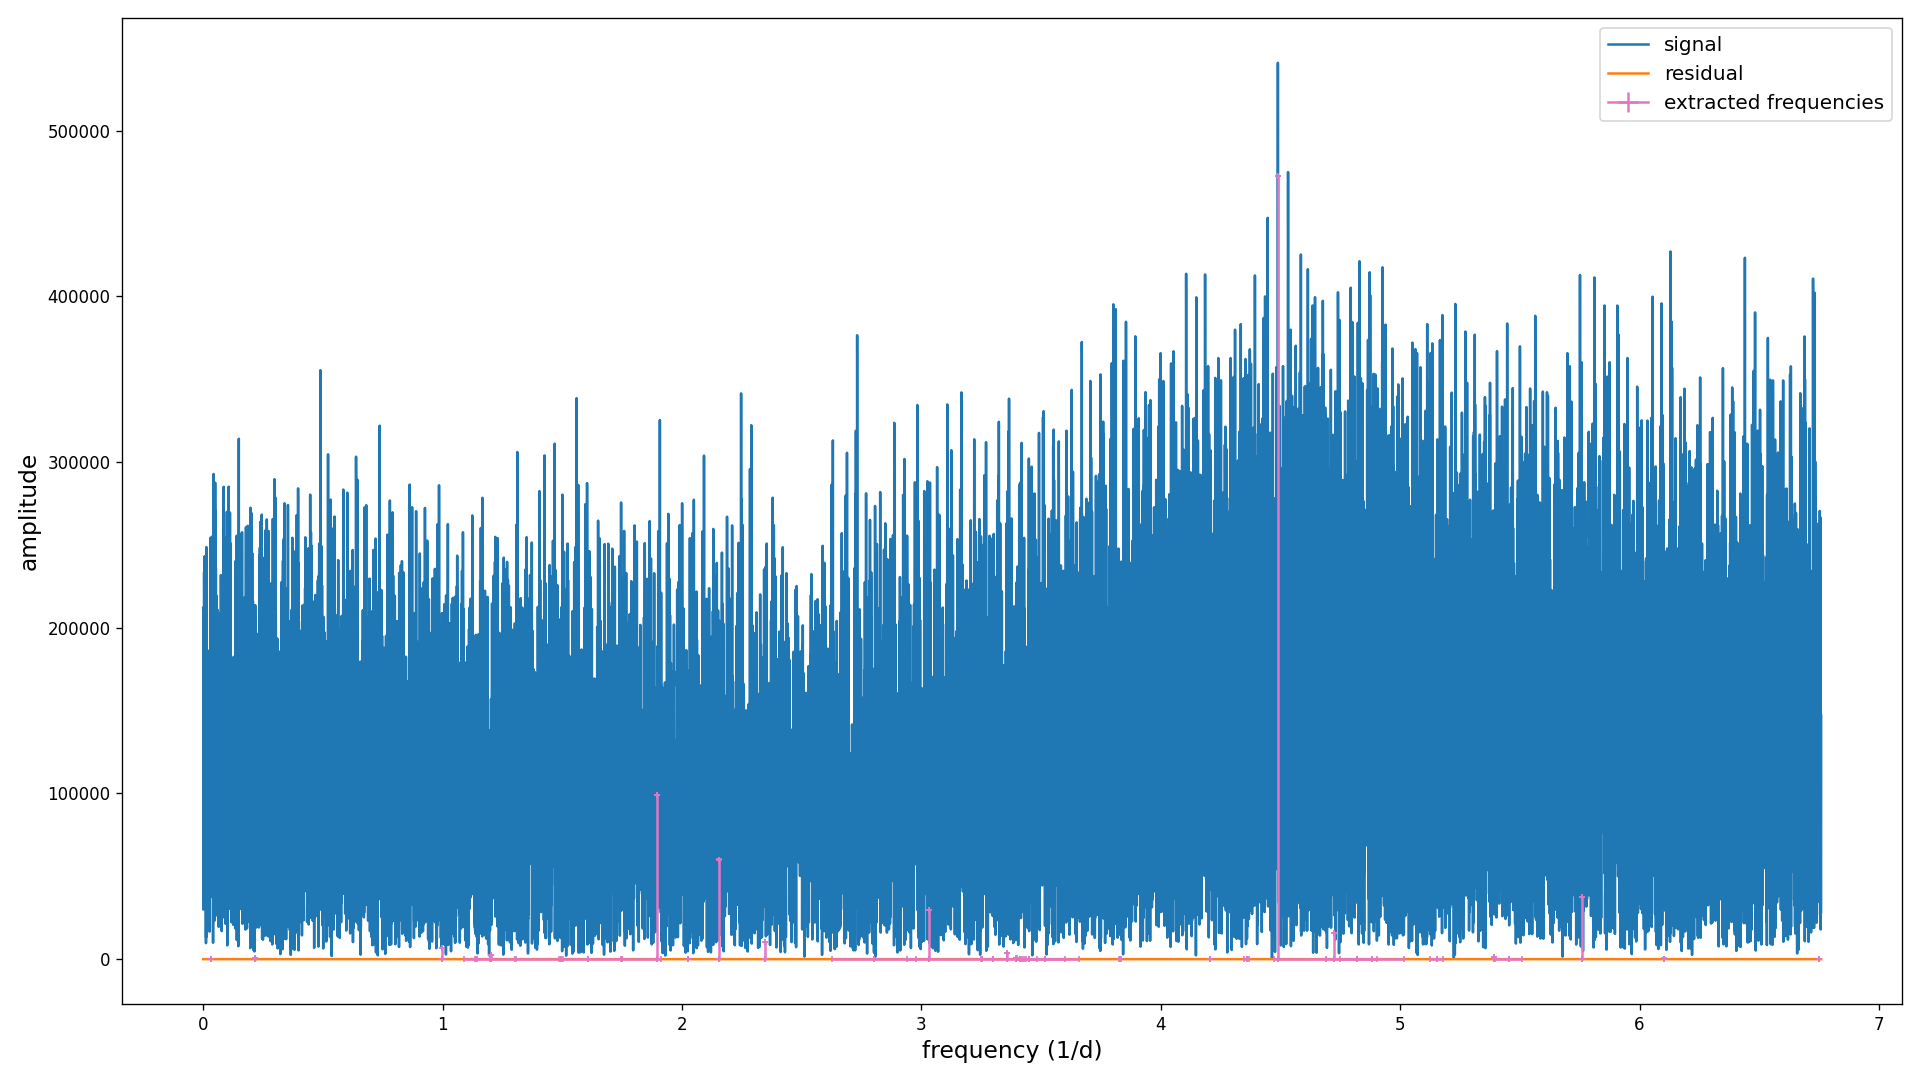 signal
residual
extracted frequencies
amplitude
500000
400000
300000
200000
100000
0
0 1 2 3 4 5 6 7
frequency (1/d)